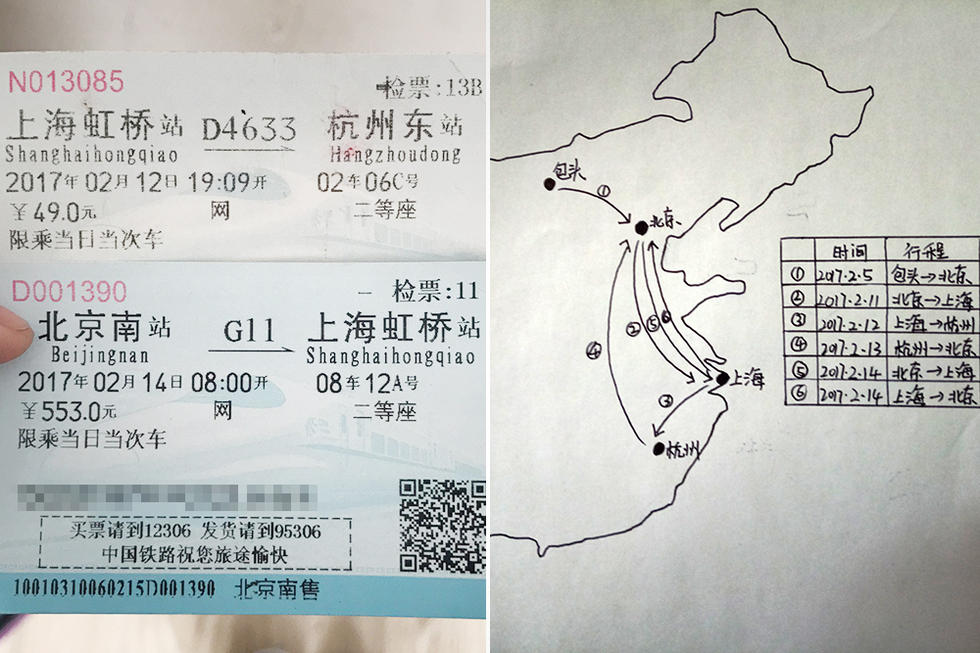 N013085
检票:13B
上海虹桥站 D4633 杭州东站
Shanghaihongqiao Hangzhoudong
2017年02月12日 19:09开 02车06C号
¥49.0元 网 二等座
限乘当日当次车
D001390 检票:11
北京南站 G11 上海虹桥站
Beijingnan Shanghaihongqiao
2017年02月14日 08:00开 08车12A号
¥553.0元 网 二等座
限乘当日当次车
买票请到12306 发货请到95306
中国铁路祝您旅途愉快
10010310060215D001390 北京南售
包头
①
北京
② ⑤ ⑥
④
上海
③
杭州
时间 行程
① 2017.2.5 包头→北京
② 2017.2.11 北京→上海
③ 2017.2.12 上海→杭州
④ 2017.2.13 杭州→北京
⑤ 2017.2.14 北京→上海
⑥ 2017.2.14 上海→北京